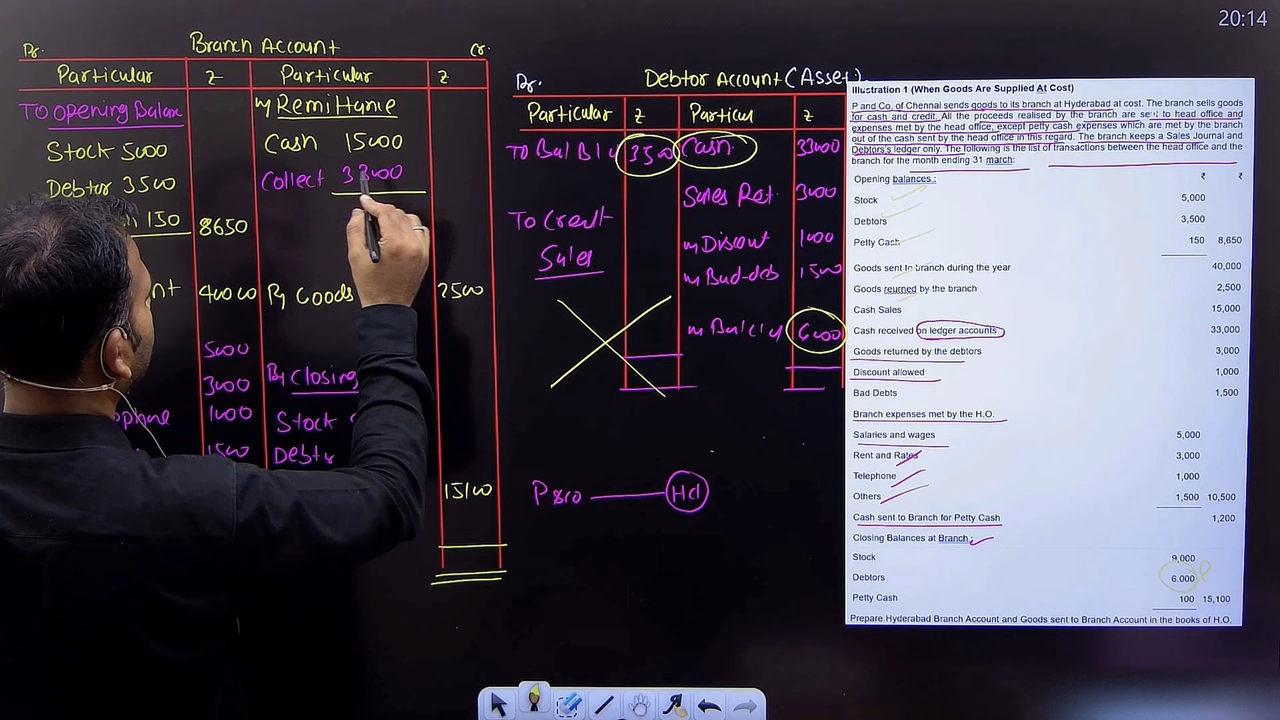 20:14
Dr. Branch Account Cr.
Particular ₹ Particular ₹
To Opening Balance By Remittance
Stock 5000 Cash 15000
Debtor 3500 Collect 33000
150 8650
40000 By Goods 2500
5000
3000 By Closing
1000 Stock
1500 Debtr
15100
Dr. Debtor Account (Asset)
Particular ₹ Particur ₹
To Bal B/d 3500 Cash 33000
Sales Ret. 3000
To Credit
Sales
By Discount 1000
By Bad-debts 1500
By Bal c/d 6000
HO
Illustration 1 (When Goods Are Supplied At Cost)
P and Co. of Chennai sends goods to its branch at Hyderabad at cost. The branch sells goods
for cash and credit. All the proceeds realised by the branch are sent to head office and
expenses met by the head office, except petty cash expenses which are met by the branch
out of the cash sent by the head office in this regard. The branch keeps a Sales Journal and
Debtors's ledger only. The following is the list of transactions between the head office and the
branch for the month ending 31 march:
₹ ₹
Opening balances :
Stock 5,000
Debtors 3,500
Petty Cash 150 8,650
Goods sent to branch during the year 40,000
Goods reurned by the branch 2,500
Cash Sales 15,000
Cash received on ledger accounts 33,000
Goods returned by the debtors 3,000
Discount allowed 1,000
Bad Debts 1,500
Branch expenses met by the H.O.
Salaries and wages 5,000
Rent and Rates 3,000
Telephone 1,000
Others 1,500 10,500
Cash sent to Branch for Petty Cash 1,200
Closing Balances at Branch :
Stock 9,000
Debtors 6,000
Petty Cash 100 15,100
Prepare Hyderabad Branch Account and Goods sent to Branch Account in the books of H.O.